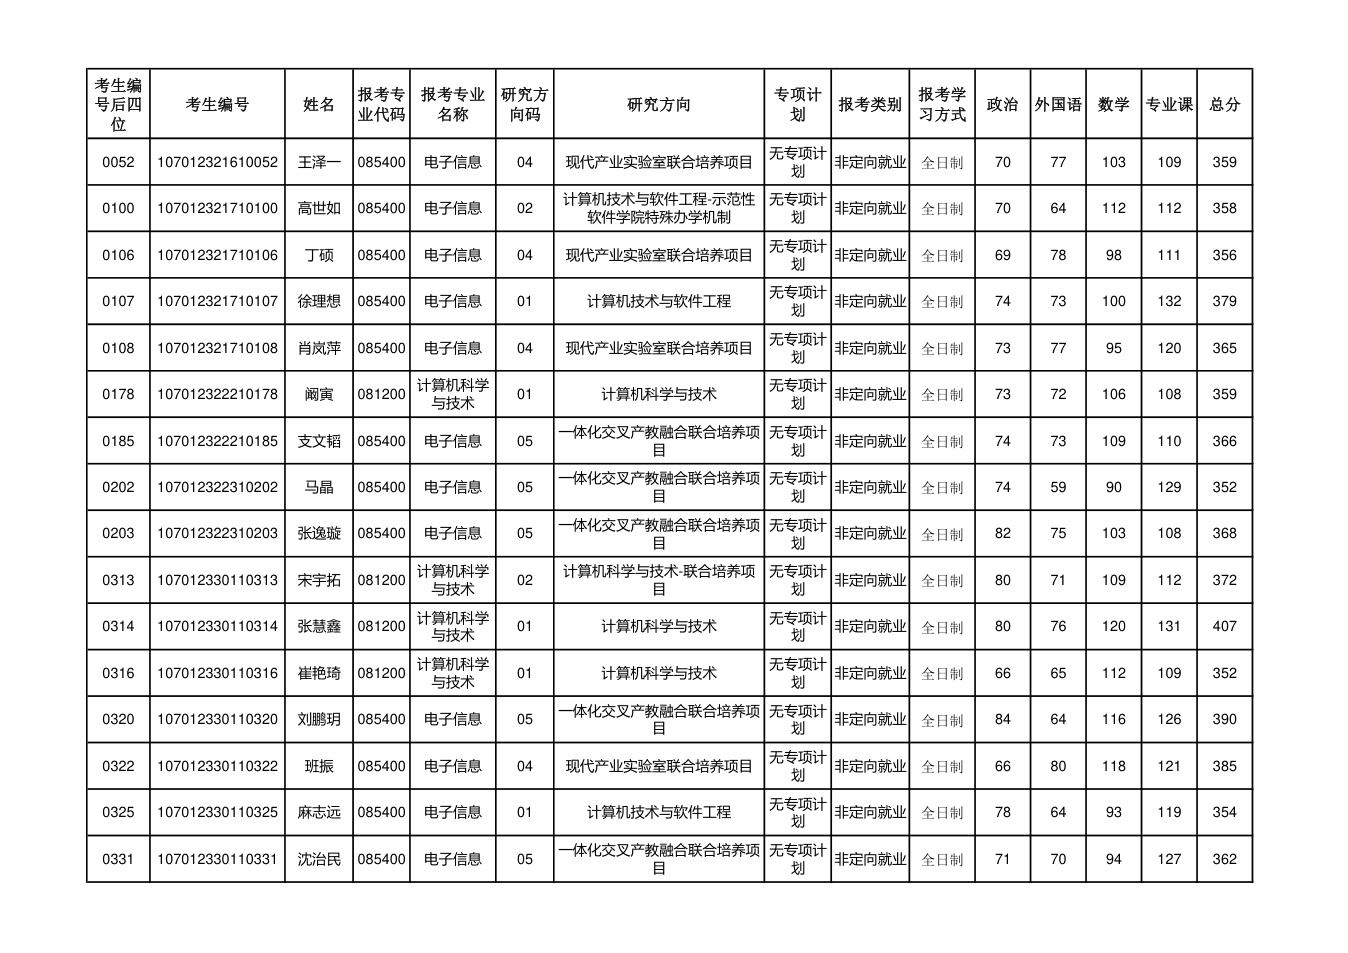 考生编号后四位 考生编号 姓名 报考专业代码 报考专业名称 研究方向码 研究方向 专项计划 报考类别 报考学习方式 政治 外国语 数学 专业课 总分
0052 107012321610052 王泽一 085400 电子信息 04 现代产业实验室联合培养项目 无专项计划 非定向就业 全日制 70 77 103 109 359
0100 107012321710100 高世如 085400 电子信息 02 计算机技术与软件工程-示范性软件学院特殊办学机制 无专项计划 非定向就业 全日制 70 64 112 112 358
0106 107012321710106 丁硕 085400 电子信息 04 现代产业实验室联合培养项目 无专项计划 非定向就业 全日制 69 78 98 111 356
0107 107012321710107 徐理想 085400 电子信息 01 计算机技术与软件工程 无专项计划 非定向就业 全日制 74 73 100 132 379
0108 107012321710108 肖岚萍 085400 电子信息 04 现代产业实验室联合培养项目 无专项计划 非定向就业 全日制 73 77 95 120 365
0178 107012322210178 阚寅 081200 计算机科学与技术 01 计算机科学与技术 无专项计划 非定向就业 全日制 73 72 106 108 359
0185 107012322210185 支文韬 085400 电子信息 05 一体化交叉产教融合联合培养项目 无专项计划 非定向就业 全日制 74 73 109 110 366
0202 107012322310202 马晶 085400 电子信息 05 一体化交叉产教融合联合培养项目 无专项计划 非定向就业 全日制 74 59 90 129 352
0203 107012322310203 张逸璇 085400 电子信息 05 一体化交叉产教融合联合培养项目 无专项计划 非定向就业 全日制 82 75 103 108 368
0313 107012330110313 宋宇拓 081200 计算机科学与技术 02 计算机科学与技术-联合培养项目 无专项计划 非定向就业 全日制 80 71 109 112 372
0314 107012330110314 张慧鑫 081200 计算机科学与技术 01 计算机科学与技术 无专项计划 非定向就业 全日制 80 76 120 131 407
0316 107012330110316 崔艳琦 081200 计算机科学与技术 01 计算机科学与技术 无专项计划 非定向就业 全日制 66 65 112 109 352
0320 107012330110320 刘鹏玥 085400 电子信息 05 一体化交叉产教融合联合培养项目 无专项计划 非定向就业 全日制 84 64 116 126 390
0322 107012330110322 班振 085400 电子信息 04 现代产业实验室联合培养项目 无专项计划 非定向就业 全日制 66 80 118 121 385
0325 107012330110325 麻志远 085400 电子信息 01 计算机技术与软件工程 无专项计划 非定向就业 全日制 78 64 93 119 354
0331 107012330110331 沈治民 085400 电子信息 05 一体化交叉产教融合联合培养项目 无专项计划 非定向就业 全日制 71 70 94 127 362